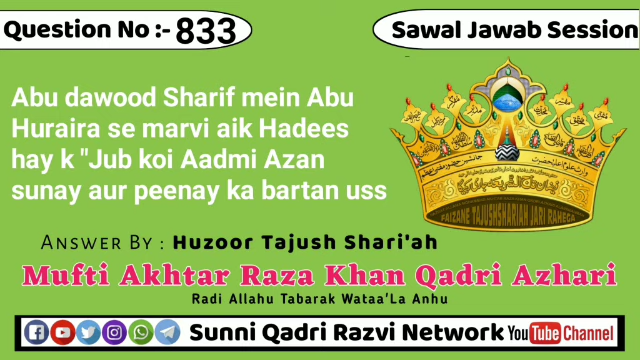 Question No :- 833
Sawal Jawab Session
Abu dawood Sharif mein Abu
Huraira se marvi aik Hadees
hay k "Jub koi Aadmi Azan
sunay aur peenay ka bartan uss
FAIZANE TAJUSHSHARIAH JARI RAHEGA
Answer By : Huzoor Tajush Shari'ah
Mufti Akhtar Raza Khan Qadri Azhari
Radi Allahu Tabarak Wataa'La Anhu
Sunni Qadri Razvi Network YouTube Channel